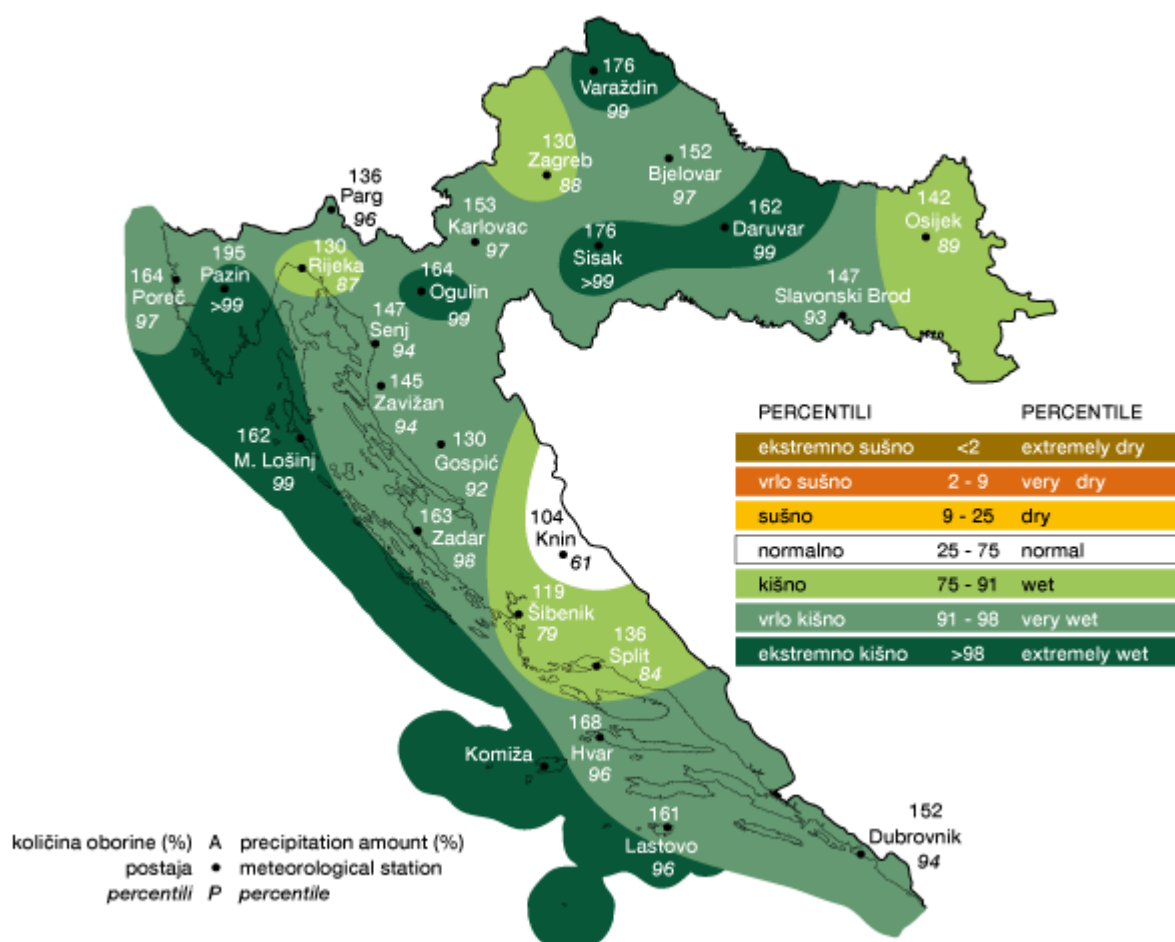 176
Varaždin
99
130
Zagreb
88
152
Bjelovar
97
136
Parg
96
153
Karlovac
97
162
Daruvar
99
142
Osijek
89
176
Sisak
>99
195
Pazin
>99
130
Rijeka
87
164
Poreč
97
164
Ogulin
99
147
Slavonski Brod
93
147
Senj
94
145
Zavižan
94
162
M. Lošinj
99
130
Gospić
92
163
Zadar
98
104
Knin
61
119
Šibenik
79
136
Split
84
168
Hvar
96
Komiža
161
Lastovo
96
152
Dubrovnik
94
PERCENTILI PERCENTILE
ekstremno sušno <2 extremely dry
vrlo sušno 2 - 9 very dry
sušno 9 - 25 dry
normalno 25 - 75 normal
kišno 75 - 91 wet
vrlo kišno 91 - 98 very wet
ekstremno kišno >98 extremely wet
količina oborine (%) A precipitation amount (%)
postaja • meteorological station
percentili P percentile